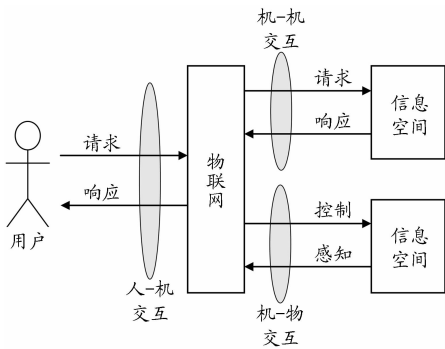 机-机
交互
请求
响应
信息
空间
请求
响应
用户
人-机
交互
物
联
网
控制
感知
信息
空间
机-物
交互